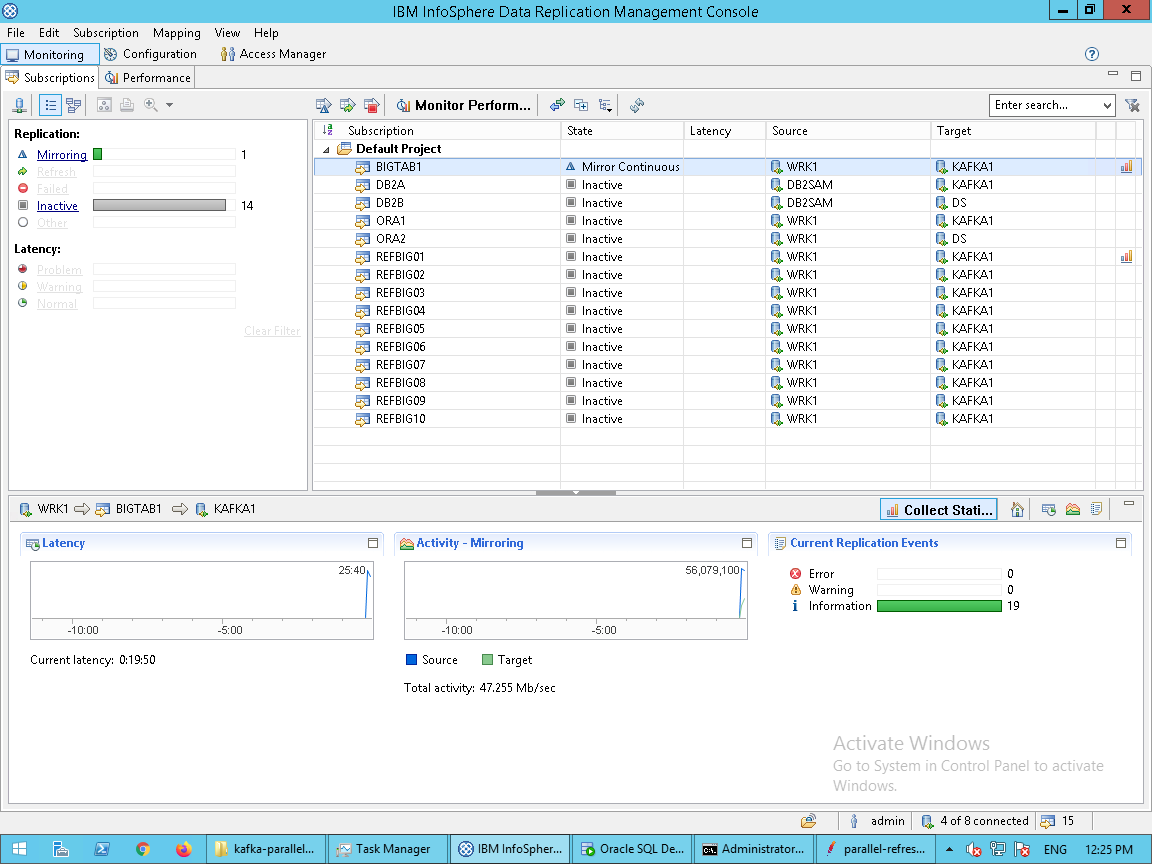 IBM InfoSphere Data Replication Management Console
File Edit Subscription Mapping View Help
Monitoring Configuration Access Manager
Subscriptions Performance
Monitor Perform... Enter search...
Replication:
Mirroring 1
Refresh
Failed
Inactive 14
Other
Latency:
Problem
Warning
Normal
Clear Filter
Subscription State Latency Source Target
Default Project
BIGTAB1 Mirror Continuous WRK1 KAFKA1
DB2A Inactive DB2SAM KAFKA1
DB2B Inactive DB2SAM DS
ORA1 Inactive WRK1 KAFKA1
ORA2 Inactive WRK1 DS
REFBIG01 Inactive WRK1 KAFKA1
REFBIG02 Inactive WRK1 KAFKA1
REFBIG03 Inactive WRK1 KAFKA1
REFBIG04 Inactive WRK1 KAFKA1
REFBIG05 Inactive WRK1 KAFKA1
REFBIG06 Inactive WRK1 KAFKA1
REFBIG07 Inactive WRK1 KAFKA1
REFBIG08 Inactive WRK1 KAFKA1
REFBIG09 Inactive WRK1 KAFKA1
REFBIG10 Inactive WRK1 KAFKA1
WRK1 BIGTAB1 KAFKA1 Collect Stati...
Latency
25:40
-10:00 -5:00
Current latency: 0:19:50
Activity - Mirroring
56,079,100
-10:00 -5:00
Source Target
Total activity: 47.255 Mb/sec
Current Replication Events
Error 0
Warning 0
Information 19
Activate Windows
Go to System in Control Panel to activate
Windows.
admin 4 of 8 connected 15
kafka-parallel... Task Manager IBM InfoSpher... Oracle SQL De... Administrator... parallel-refres... ENG 12:25 PM